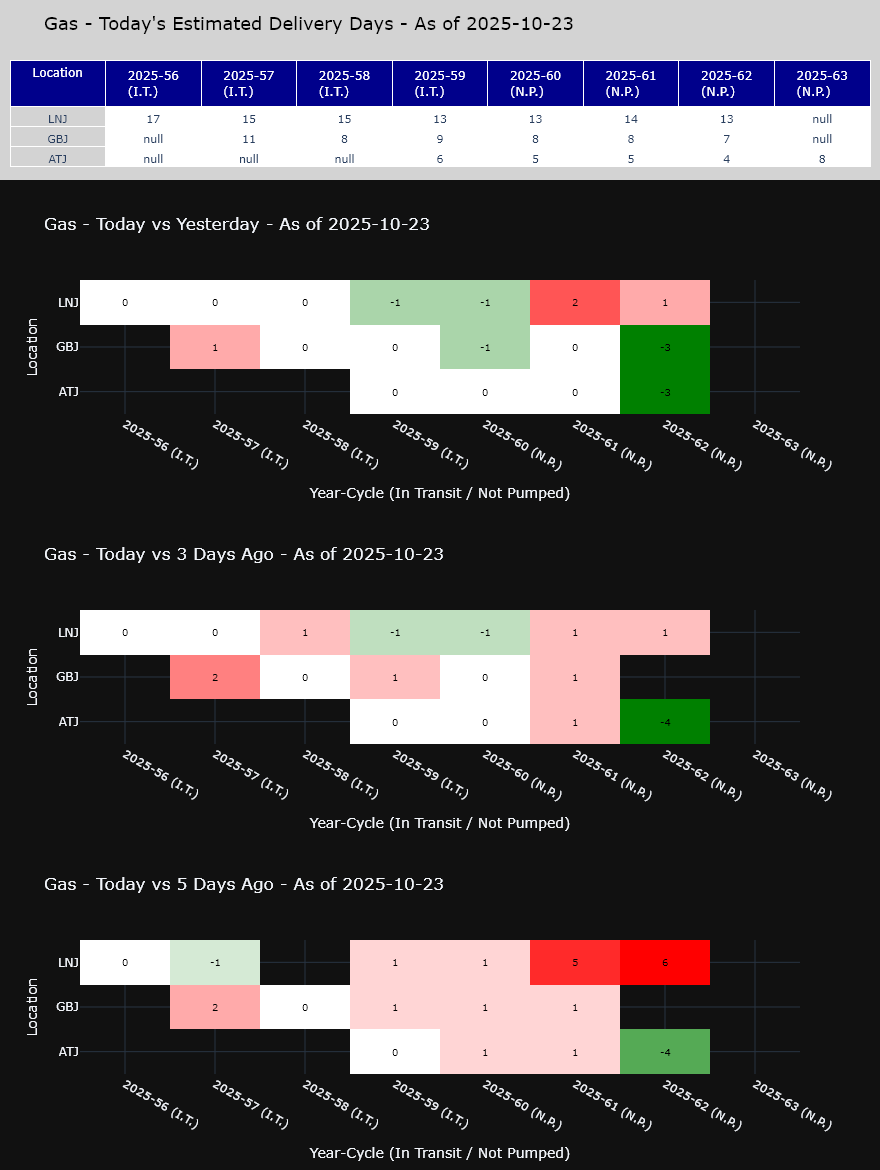 Gas - Today's Estimated Delivery Days - As of 2025-10-23
Location 2025-56 (I.T.) 2025-57 (I.T.) 2025-58 (I.T.) 2025-59 (I.T.) 2025-60 (N.P.) 2025-61 (N.P.) 2025-62 (N.P.) 2025-63 (N.P.)
LNJ 17 15 15 13 13 14 13 null
GBJ null 11 8 9 8 8 7 null
ATJ null null null 6 5 5 4 8
Gas - Today vs Yesterday - As of 2025-10-23
Location
LNJ 0 0 0 -1 -1 2 1
GBJ 1 0 0 -1 0 -3
ATJ 0 0 0 -3
2025-56 (I.T.) 2025-57 (I.T.) 2025-58 (I.T.) 2025-59 (I.T.) 2025-60 (N.P.) 2025-61 (N.P.) 2025-62 (N.P.) 2025-63 (N.P.)
Year-Cycle (In Transit / Not Pumped)
Gas - Today vs 3 Days Ago - As of 2025-10-23
Location
LNJ 0 0 1 -1 -1 1 1
GBJ 2 0 1 0 1
ATJ 0 0 1 -4
2025-56 (I.T.) 2025-57 (I.T.) 2025-58 (I.T.) 2025-59 (I.T.) 2025-60 (N.P.) 2025-61 (N.P.) 2025-62 (N.P.) 2025-63 (N.P.)
Year-Cycle (In Transit / Not Pumped)
Gas - Today vs 5 Days Ago - As of 2025-10-23
Location
LNJ 0 -1 1 1 5 6
GBJ 2 0 1 1 1
ATJ 0 1 1 -4
2025-56 (I.T.) 2025-57 (I.T.) 2025-58 (I.T.) 2025-59 (I.T.) 2025-60 (N.P.) 2025-61 (N.P.) 2025-62 (N.P.) 2025-63 (N.P.)
Year-Cycle (In Transit / Not Pumped)